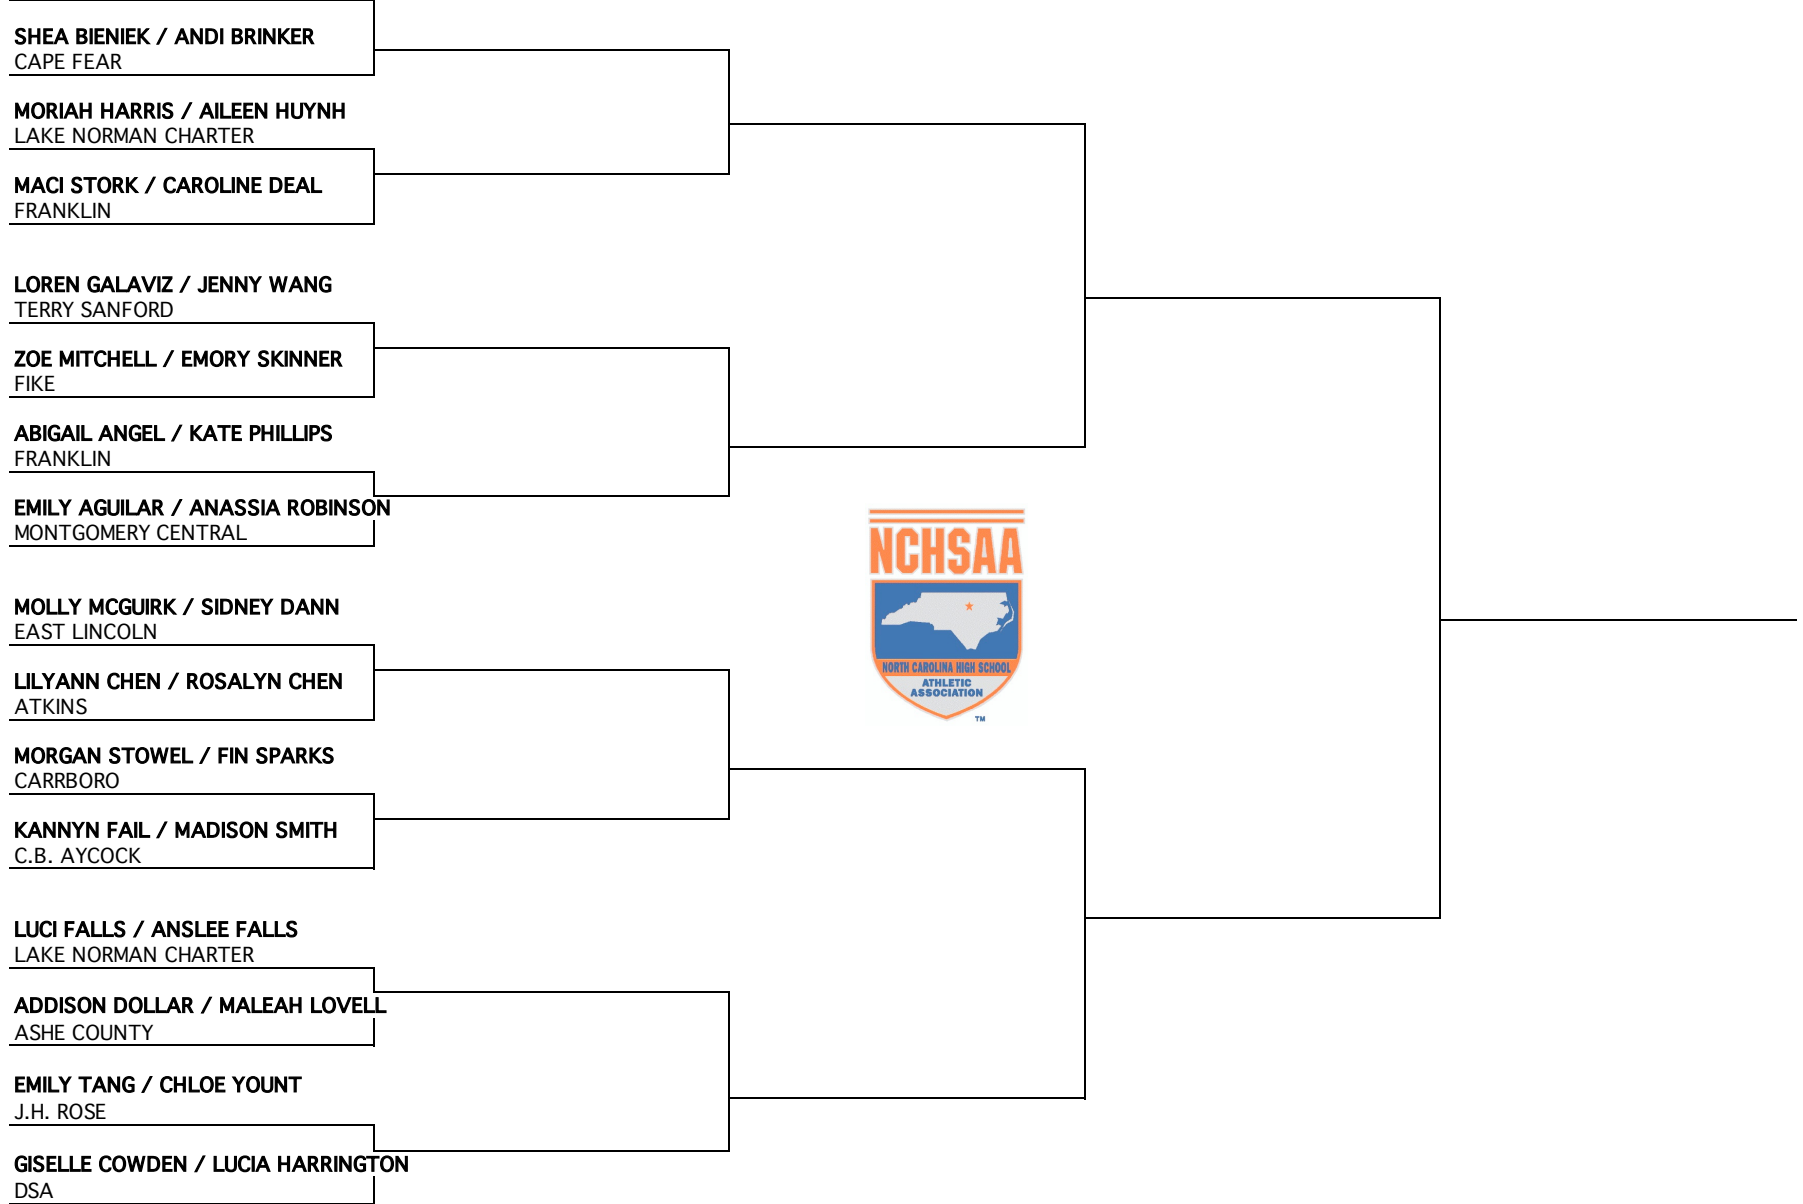 SHEA BIENIEK / ANDI BRINKER
CAPE FEAR
MORIAH HARRIS / AILEEN HUYNH
LAKE NORMAN CHARTER
MACI STORK / CAROLINE DEAL
FRANKLIN
LOREN GALAVIZ / JENNY WANG
TERRY SANFORD
ZOE MITCHELL / EMORY SKINNER
FIKE
ABIGAIL ANGEL / KATE PHILLIPS
FRANKLIN
EMILY AGUILAR / ANASSIA ROBINSON
MONTGOMERY CENTRAL
MOLLY MCGUIRK / SIDNEY DANN
EAST LINCOLN
LILYANN CHEN / ROSALYN CHEN
ATKINS
MORGAN STOWEL / FIN SPARKS
CARRBORO
KANNYN FAIL / MADISON SMITH
C.B. AYCOCK
LUCI FALLS / ANSLEE FALLS
LAKE NORMAN CHARTER
ADDISON DOLLAR / MALEAH LOVELL
ASHE COUNTY
EMILY TANG / CHLOE YOUNT
J.H. ROSE
GISELLE COWDEN / LUCIA HARRINGTON
DSA
NCHSAA
NORTH CAROLINA HIGH SCHOOL
ATHLETIC
ASSOCIATION
TM